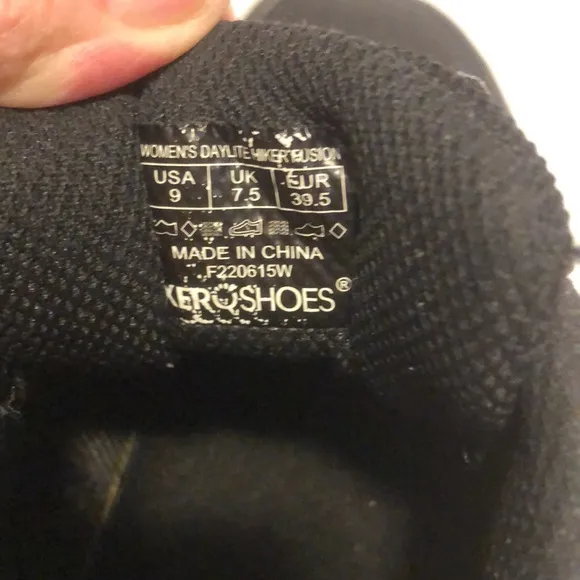 WOMEN'S DAYLITE HIKER FUSION
USA UK EUR
9 7.5 39.5
MADE IN CHINA
F220615W
XEROSHOES®